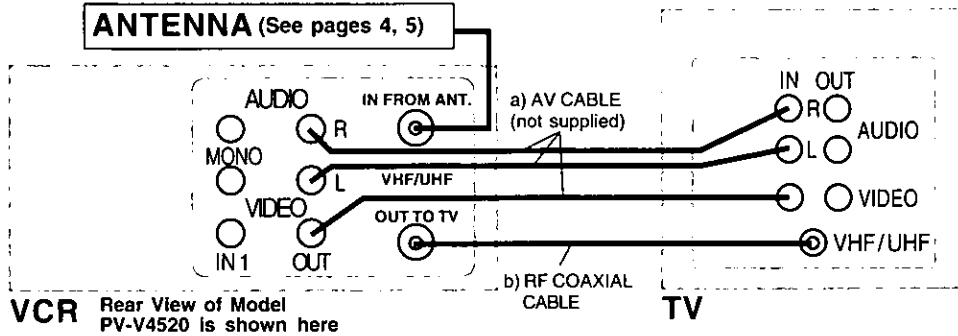 ANTENNA (See pages 4, 5)
AUDIO
IN FROM ANT.
R
MONO
L
VHF/UHF
VIDEO
OUT TO TV
IN 1
OUT
a) AV CABLE
(not supplied)
b) RF COAXIAL
CABLE
IN OUT
R
AUDIO
L
VIDEO
VHF/UHF
VCR Rear View of Model
PV-V4520 is shown here
TV